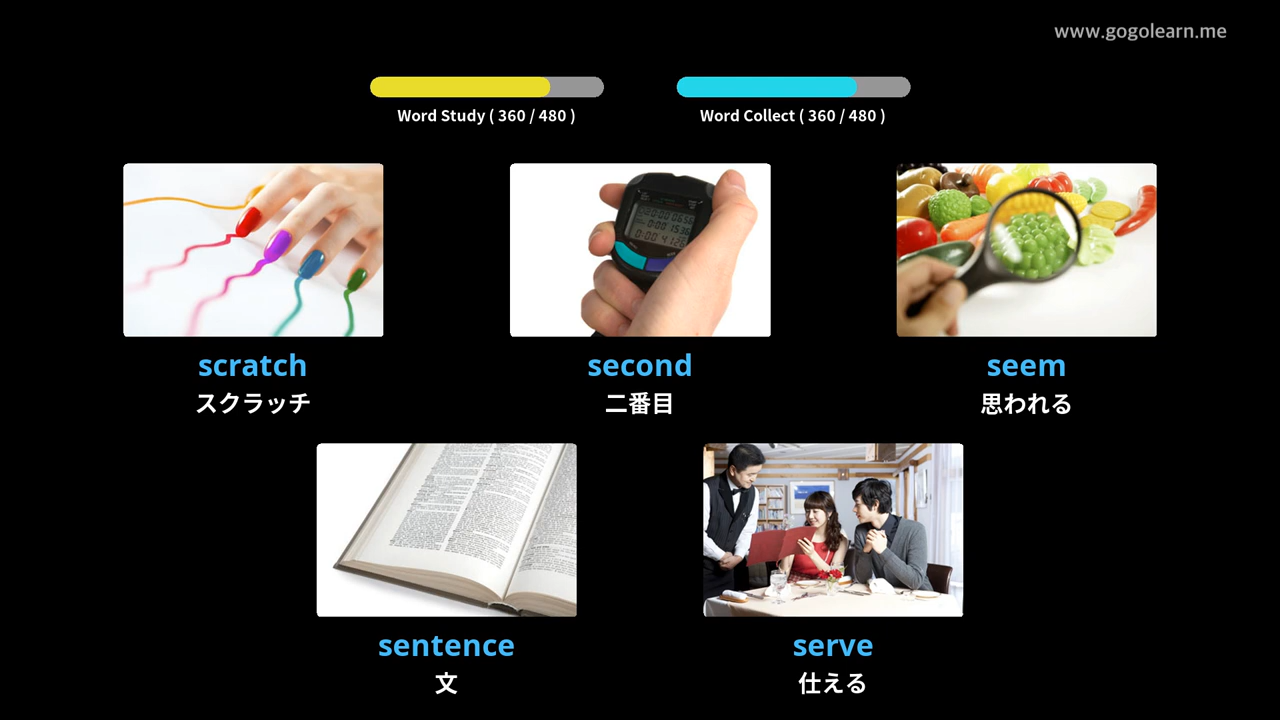 www.gogolearn.me
Word Study ( 360 / 480 )
Word Collect ( 360 / 480 )
scratch
スクラッチ
second
二番目
seem
思われる
sentence
文
serve
仕える